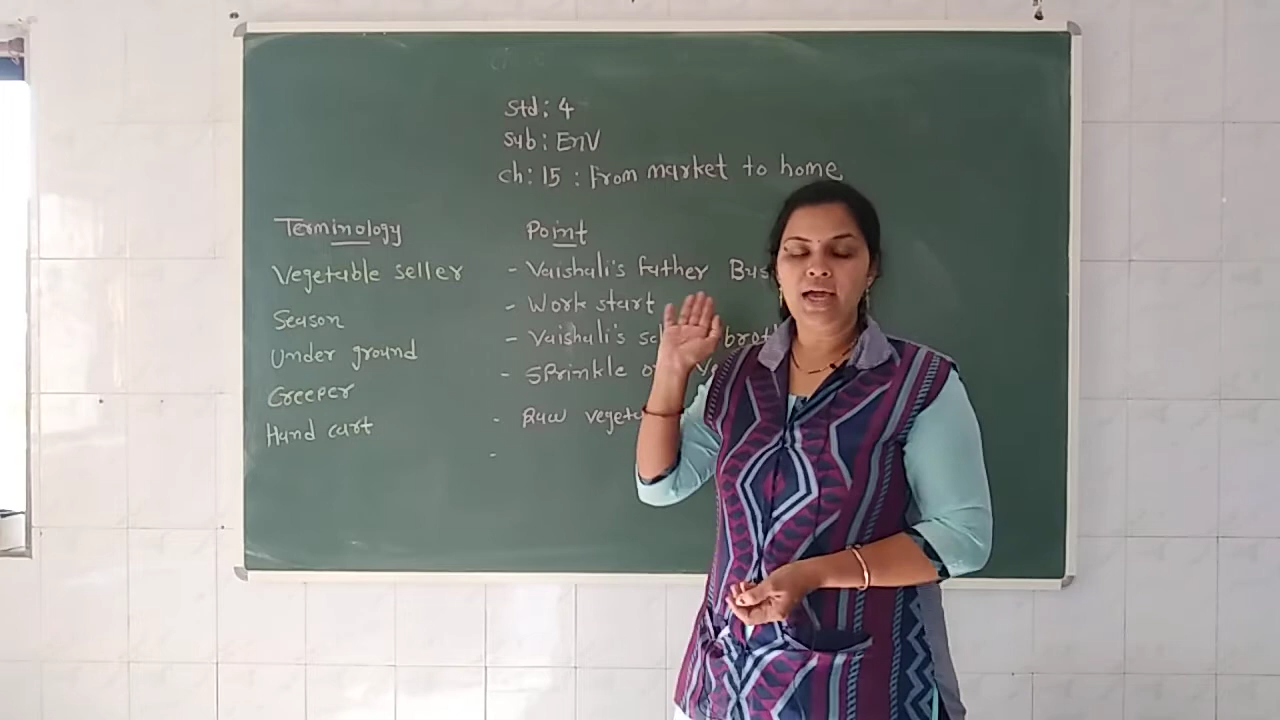 Std: 4
Sub: EnV
Ch: 15 : From market to home
Terminology
Vegetable seller
Season
Under ground
Creeper
Hand cart
Point
- Vaishali's father
- Work start
- Vaishali's
- Sprinkle
- Raw
-